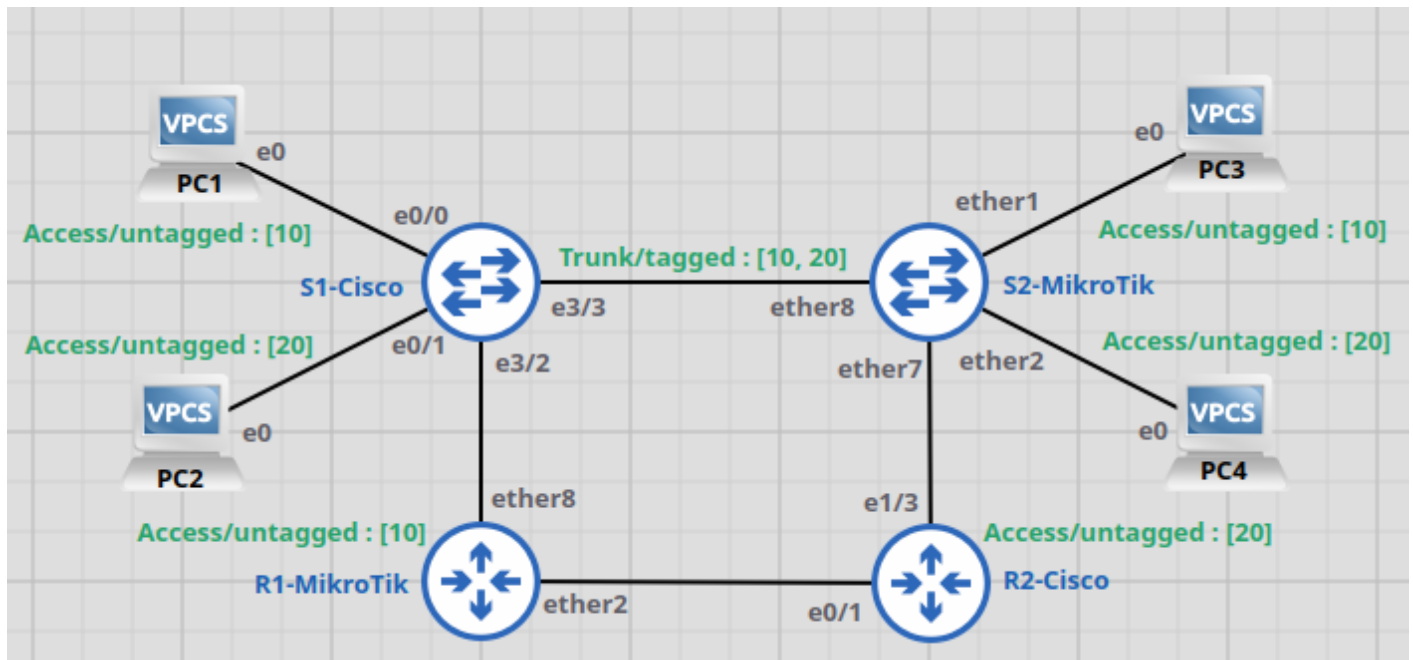 VPCS
e0
PC1
Access/untagged : [10]
e0/0
S1-Cisco
Trunk/tagged : [10, 20]
e3/3
ether8
S2-MikroTik
ether1
e0
VPCS
PC3
Access/untagged : [10]
Access/untagged : [20]
e0/1
e3/2
VPCS
e0
PC2
ether7
ether2
Access/untagged : [20]
VPCS
e0
PC4
ether8
Access/untagged : [10]
R1-MikroTik
ether2
e1/3
Access/untagged : [20]
R2-Cisco
e0/1